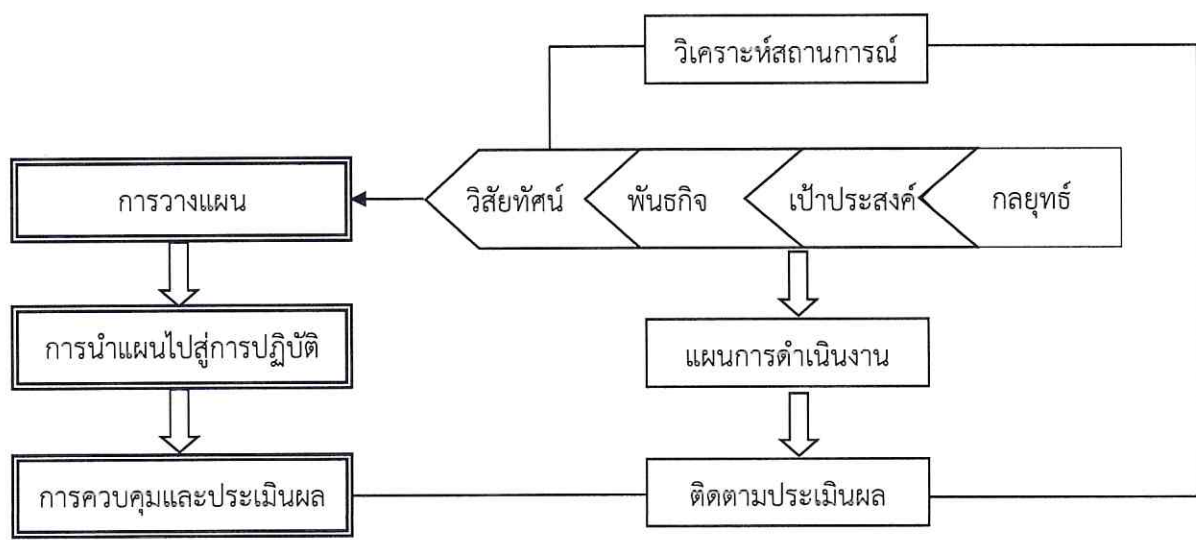 วิเคราะห์สถานการณ์
การวางแผน
วิสัยทัศน์
พันธกิจ
เป้าประสงค์
กลยุทธ์
การนำแผนไปสู่การปฏิบัติ
แผนการดำเนินงาน
การควบคุมและประเมินผล
ติดตามประเมินผล